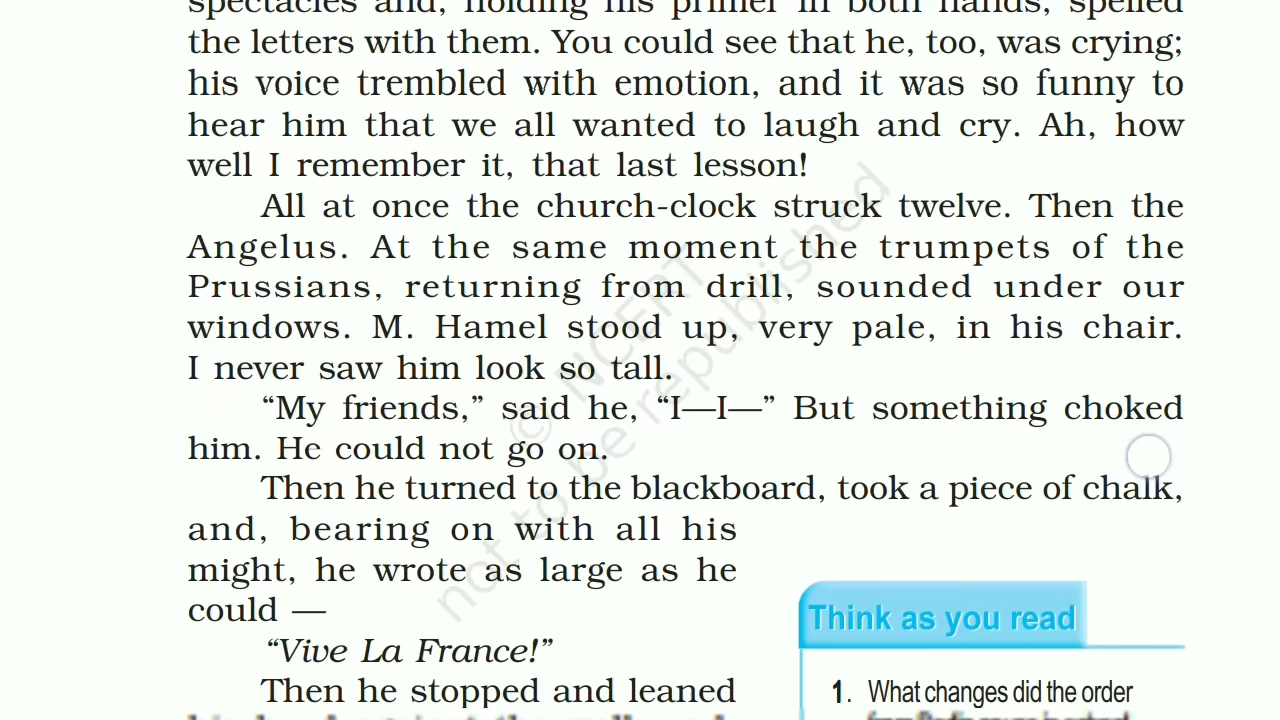 spectacles and, holding his primer in both hands, spelled
the letters with them. You could see that he, too, was crying;
his voice trembled with emotion, and it was so funny to
hear him that we all wanted to laugh and cry. Ah, how
well I remember it, that last lesson!
All at once the church-clock struck twelve. Then the
Angelus. At the same moment the trumpets of the
Prussians, returning from drill, sounded under our
windows. M. Hamel stood up, very pale, in his chair.
I never saw him look so tall.
“My friends,” said he, “I—I—” But something choked
him. He could not go on.
Then he turned to the blackboard, took a piece of chalk,
and, bearing on with all his
might, he wrote as large as he
could —
“Vive La France!”
Then he stopped and leaned
Think as you read
1. What changes did the order
© NCERT
not to be republished